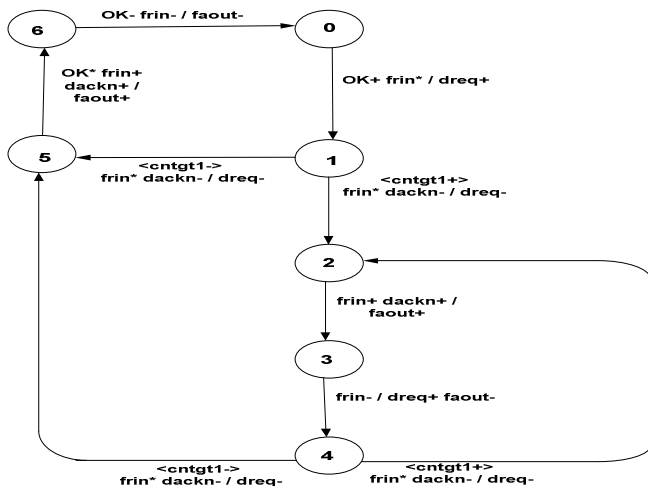 OK- frin- / faout-
6
0
OK* frin+
dackn+ /
faout+
OK+ frin* / dreq+
5
1
<cntgt1->
frin* dackn- / dreq-
<cntgt1+>
frin* dackn- / dreq-
2
frin+ dackn+ /
faout+
3
frin- / dreq+ faout-
4
<cntgt1->
frin* dackn- / dreq-
<cntgt1+>
frin* dackn- / dreq-